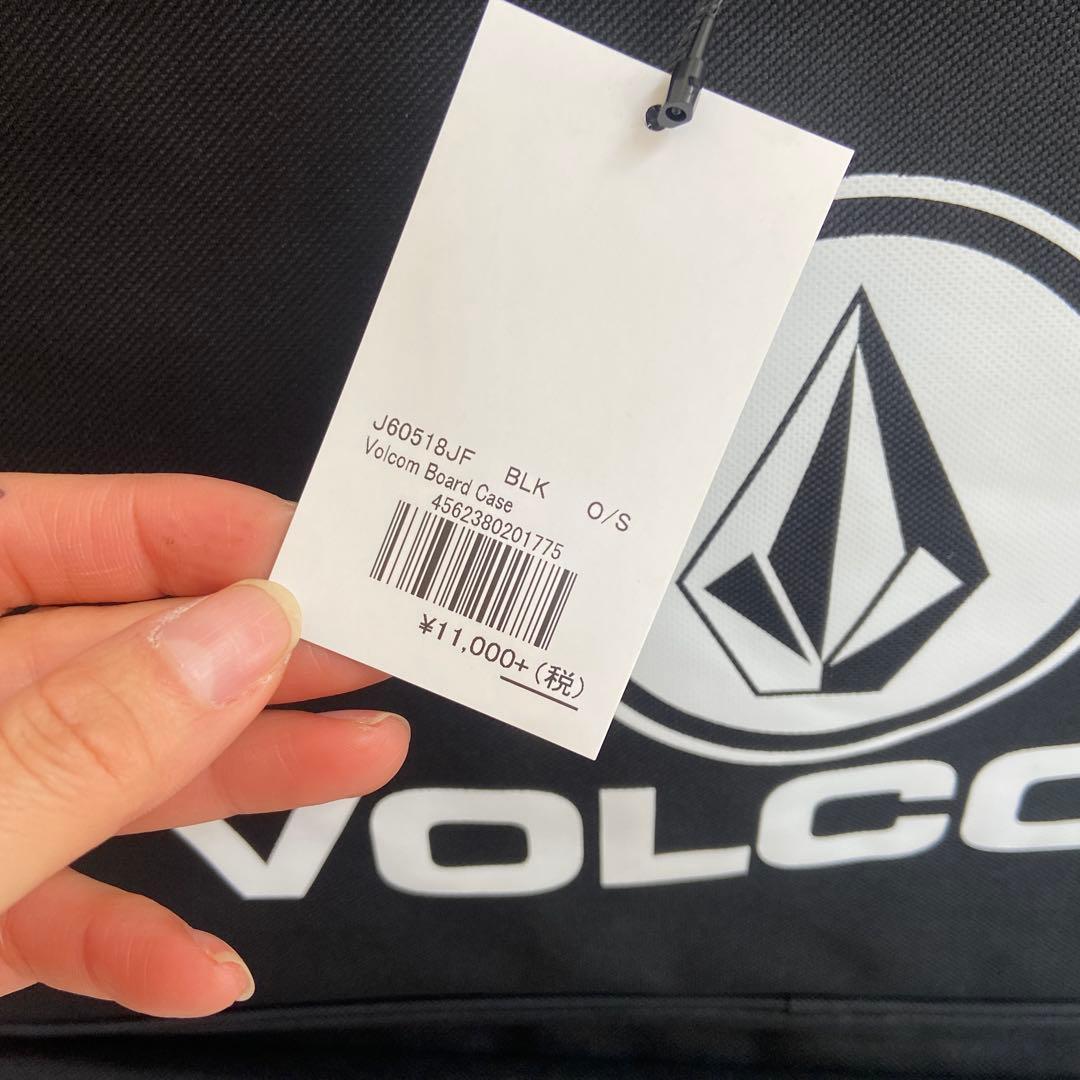 J60518JF BLK O/S
Volcom Board Case
4562380201775
¥11,000+(税)
VOLCO